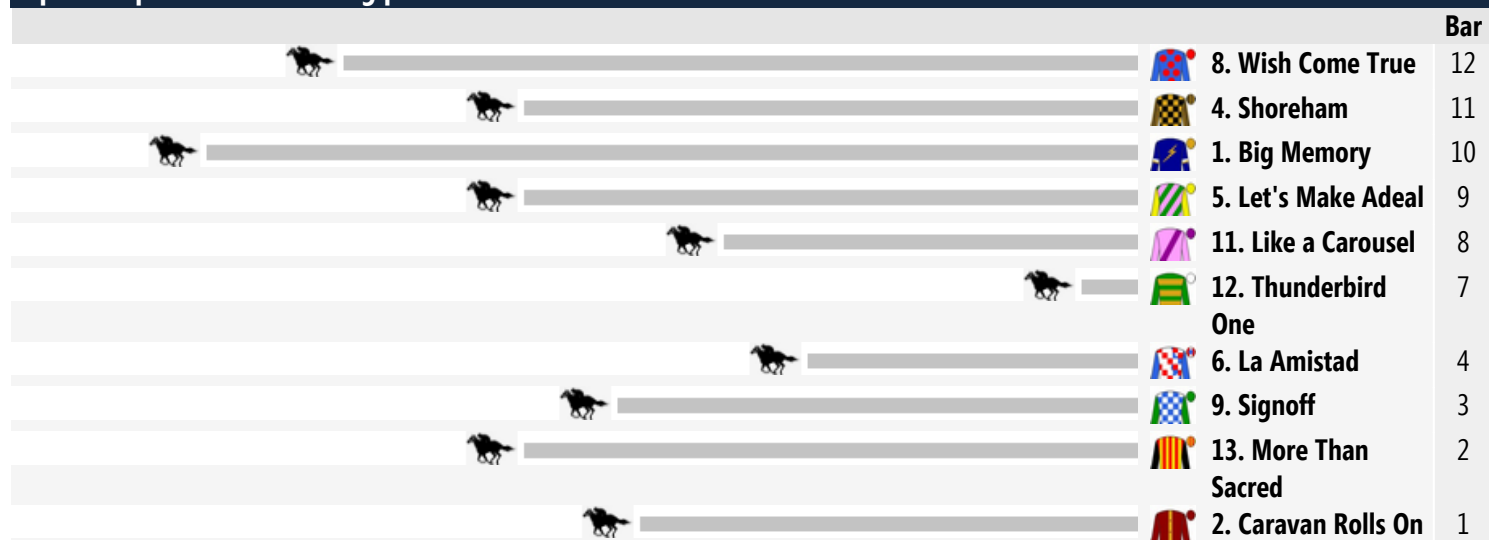 Bar
8. Wish Come True 12
4. Shoreham 11
1. Big Memory 10
5. Let's Make Adeal 9
11. Like a Carousel 8
12. Thunderbird 7
One
6. La Amistad 4
9. Signoff 3
13. More Than 2
Sacred
2. Caravan Rolls On 1